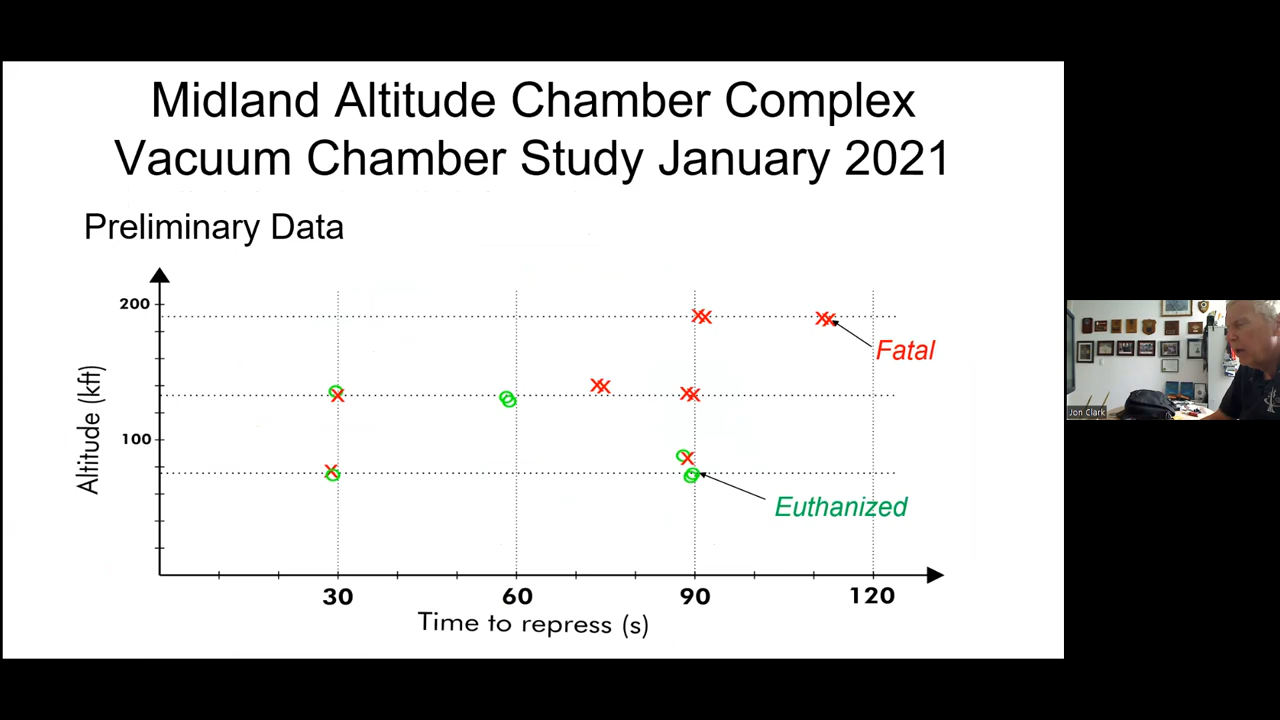 Midland Altitude Chamber Complex
Vacuum Chamber Study January 2021
Preliminary Data
200
100
Altitude (kft)
Fatal
Euthanized
30
60
90
120
Time to repress (s)
Jon Clark